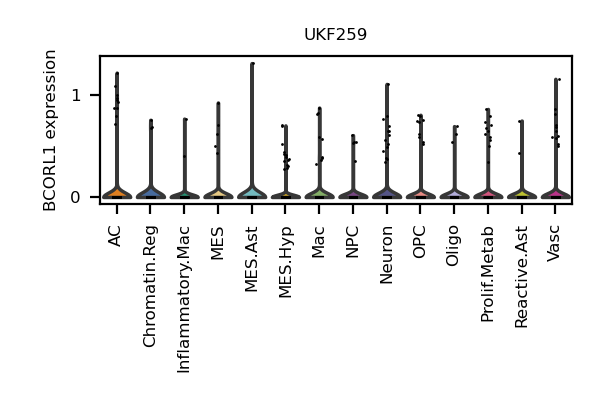 UKF259
BCORL1 expression
1
0
AC
Chromatin.Reg
Inflammatory.Mac
MES
MES.Ast
MES.Hyp
Mac
NPC
Neuron
OPC
Oligo
Prolif.Metab
Reactive.Ast
Vasc